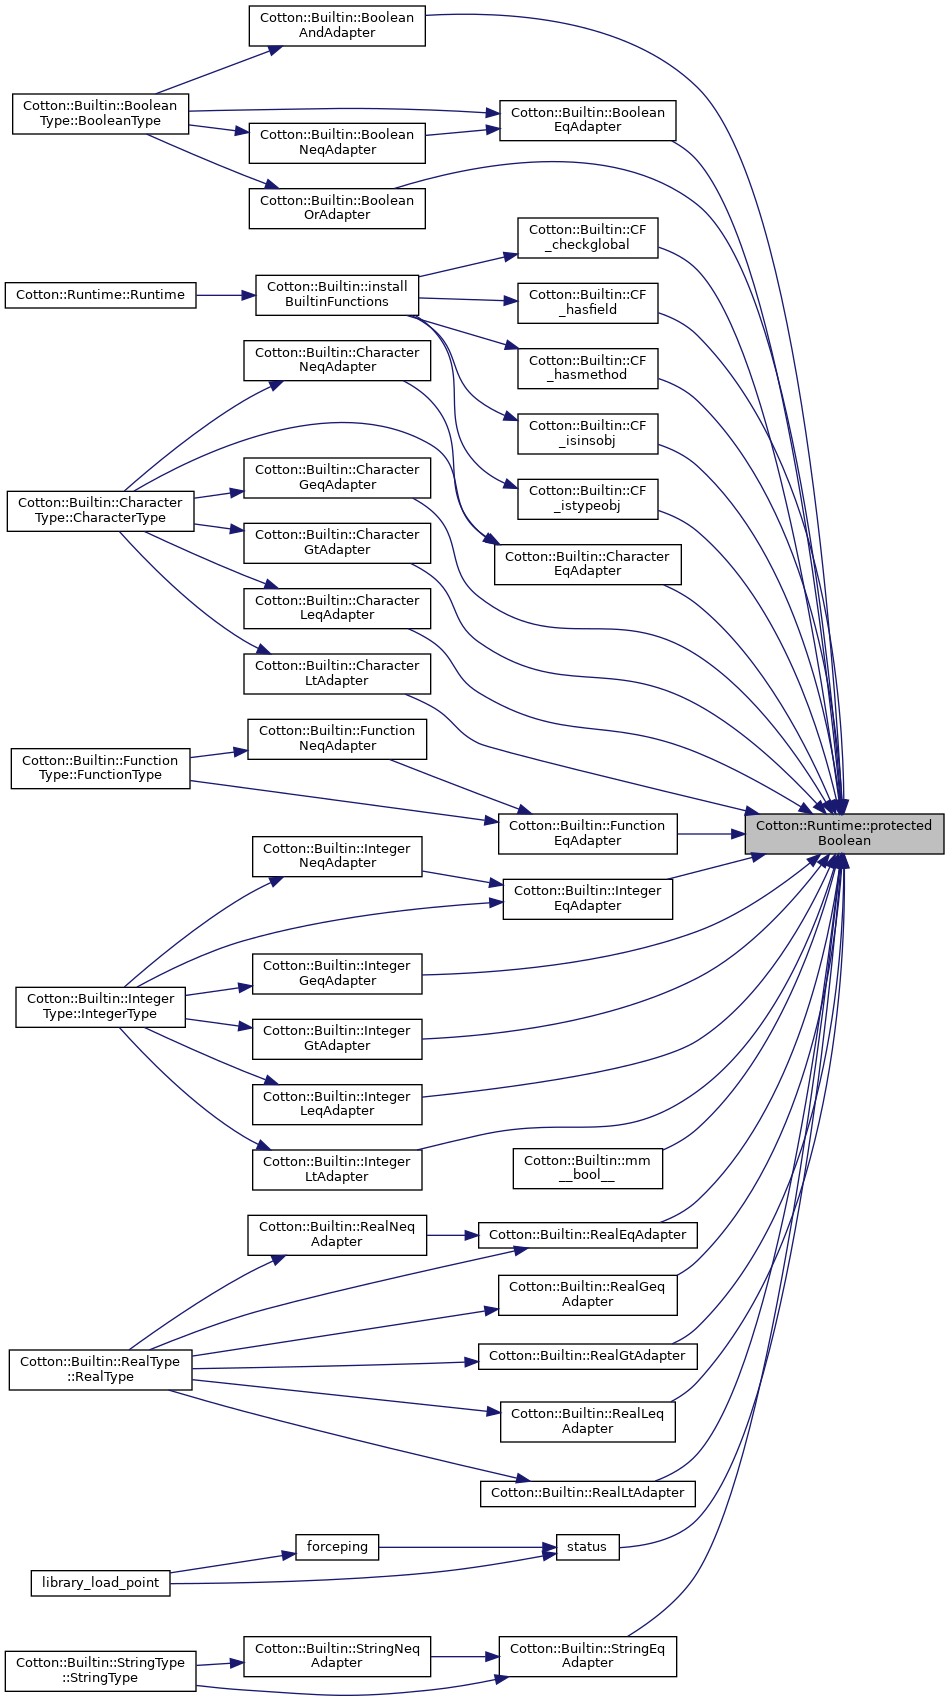 Cotton::Builtin::Boolean
AndAdapter
Cotton::Builtin::Boolean
Type::BooleanType
Cotton::Builtin::Boolean
EqAdapter
Cotton::Builtin::Boolean
NeqAdapter
Cotton::Builtin::Boolean
OrAdapter
Cotton::Builtin::CF
_checkglobal
Cotton::Runtime::Runtime
Cotton::Builtin::install
BuiltinFunctions
Cotton::Builtin::CF
_hasfield
Cotton::Builtin::Character
NeqAdapter
Cotton::Builtin::CF
_hasmethod
Cotton::Builtin::CF
_isinsobj
Cotton::Builtin::Character
GeqAdapter
Cotton::Builtin::CF
_istypeobj
Cotton::Builtin::Character
Type::CharacterType
Cotton::Builtin::Character
GtAdapter
Cotton::Builtin::Character
EqAdapter
Cotton::Builtin::Character
LeqAdapter
Cotton::Builtin::Character
LtAdapter
Cotton::Builtin::Function
NeqAdapter
Cotton::Builtin::Function
Type::FunctionType
Cotton::Builtin::Function
EqAdapter
Cotton::Runtime::protected
Boolean
Cotton::Builtin::Integer
NeqAdapter
Cotton::Builtin::Integer
EqAdapter
Cotton::Builtin::Integer
GeqAdapter
Cotton::Builtin::Integer
Type::IntegerType
Cotton::Builtin::Integer
GtAdapter
Cotton::Builtin::Integer
LeqAdapter
Cotton::Builtin::Integer
LtAdapter
Cotton::Builtin::mm
__bool__
Cotton::Builtin::RealNeq
Adapter
Cotton::Builtin::RealEqAdapter
Cotton::Builtin::RealGeq
Adapter
Cotton::Builtin::RealType
::RealType
Cotton::Builtin::RealGtAdapter
Cotton::Builtin::RealLeq
Adapter
Cotton::Builtin::RealLtAdapter
forceping
status
library_load_point
Cotton::Builtin::StringType
::StringType
Cotton::Builtin::StringNeq
Adapter
Cotton::Builtin::StringEq
Adapter